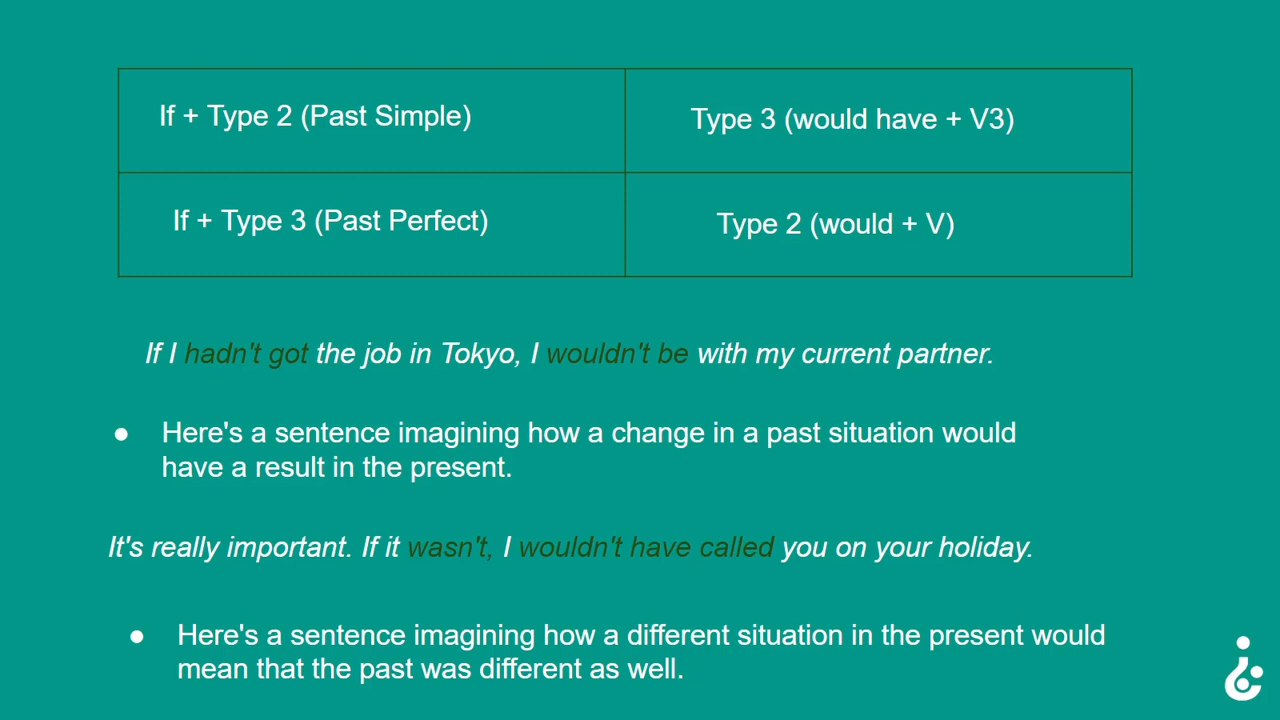 If + Type 2 (Past Simple)
Type 3 (would have + V3)
If + Type 3 (Past Perfect)
Type 2 (would + V)
If I hadn't got the job in Tokyo, I wouldn't be with my current partner.
● Here's a sentence imagining how a change in a past situation would
have a result in the present.
It's really important. If it wasn't, I wouldn't have called you on your holiday.
● Here's a sentence imagining how a different situation in the present would
mean that the past was different as well.